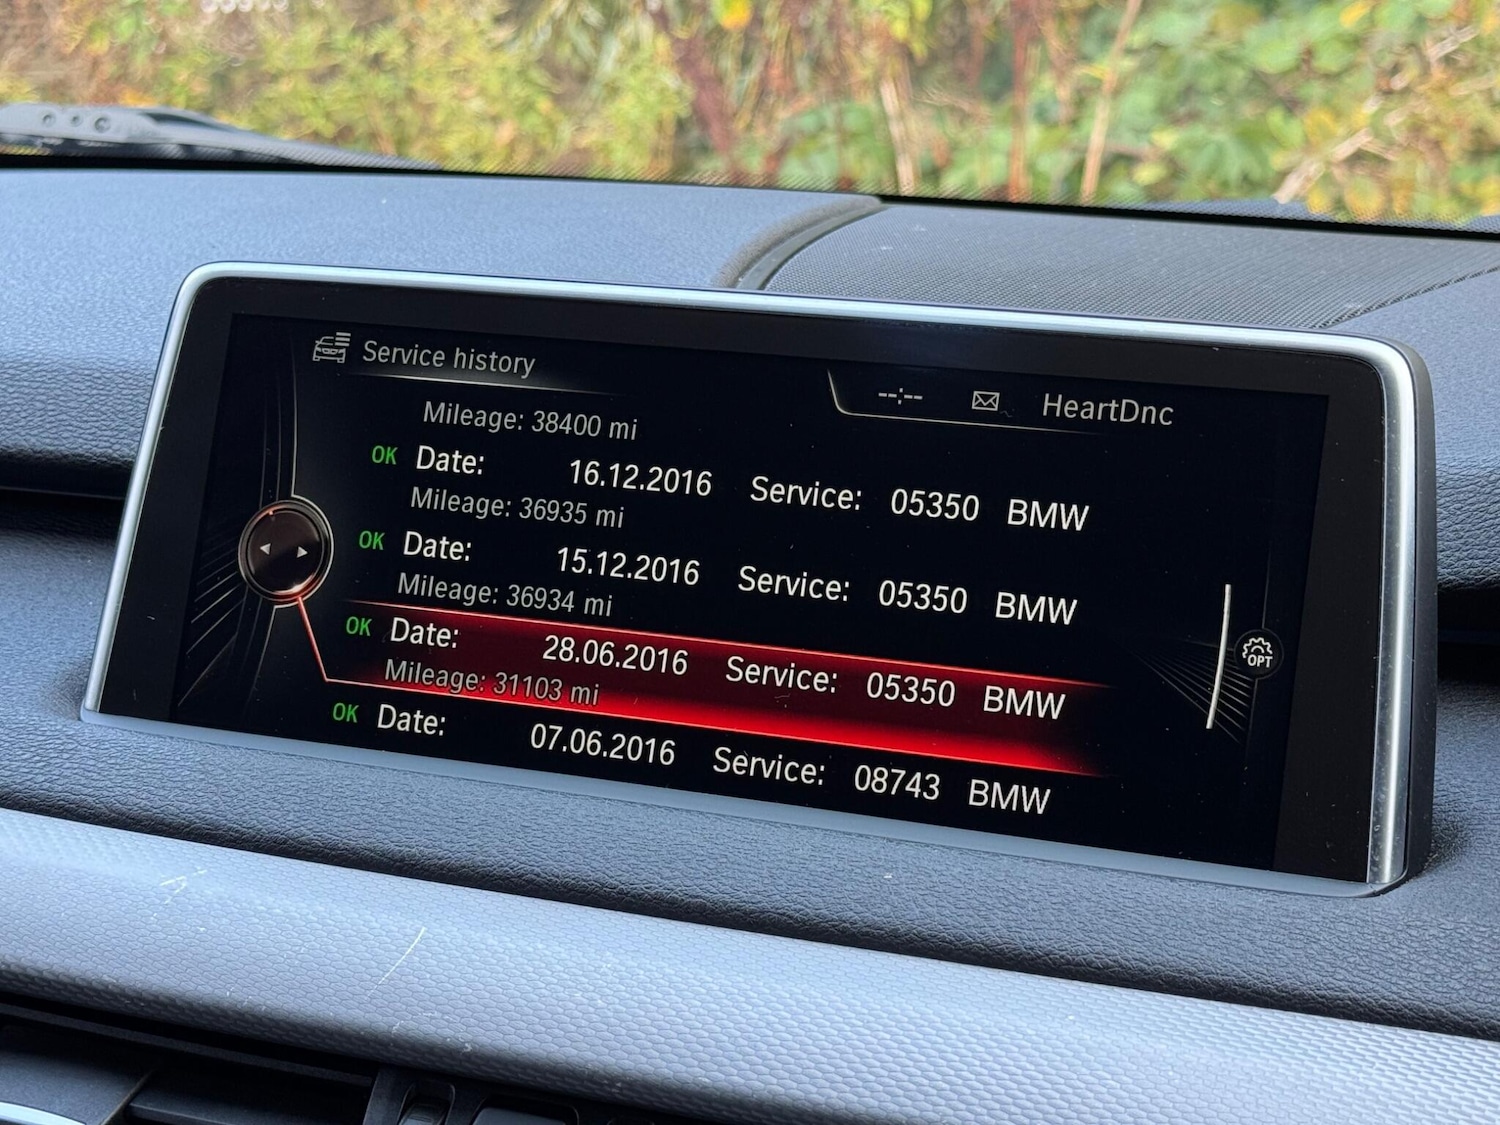 Service history
--:-- HeartDnc
Mileage: 38400 mi
OK Date: 16.12.2016 Service: 05350 BMW
Mileage: 36935 mi
OK Date: 15.12.2016 Service: 05350 BMW
Mileage: 36934 mi
OK Date: 28.06.2016 Service: 05350 BMW
Mileage: 31103 mi
OK Date: 07.06.2016 Service: 08743 BMW
OPT